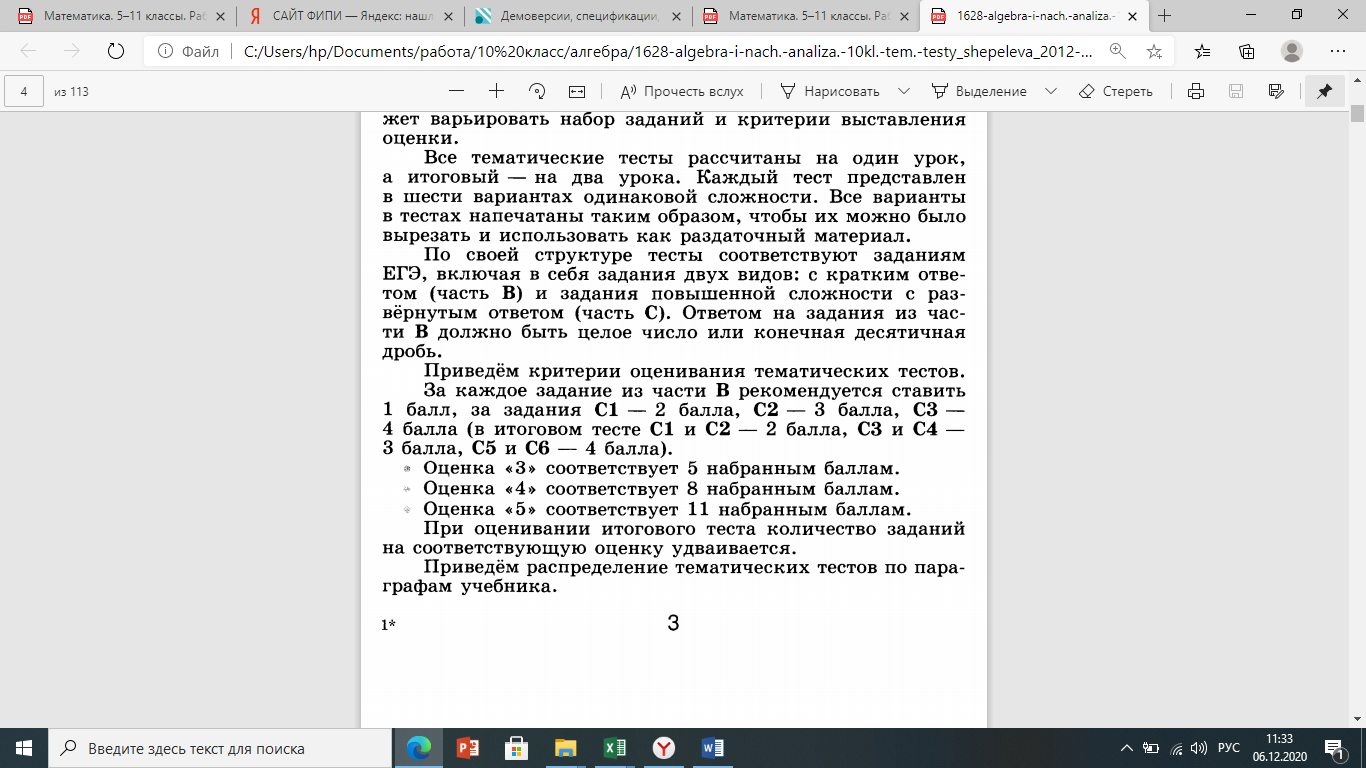 Математика. 5–11 классы. Раб
САЙТ ФИПИ — Яндекс: нашл
Демоверсии, спецификации,
Математика. 5–11 классы. Раб
1628-algebra-i-nach.-analiza.-
Файл
C:/Users/hp/Documents/работа/10%20класс/алгебра/1628-algebra-i-nach.-analiza.-10kl.-tem.-testy_shepeleva_2012-...
4 из 113
Прочесть вслух
Нарисовать
Выделение
Стереть
жет варьировать набор заданий и критерии выставления
оценки.
Все тематические тесты рассчитаны на один урок,
а итоговый — на два урока. Каждый тест представлен
в шести вариантах одинаковой сложности. Все варианты
в тестах напечатаны таким образом, чтобы их можно было
вырезать и использовать как раздаточный материал.
По своей структуре тесты соответствуют заданиям
ЕГЭ, включая в себя задания двух видов: с кратким отве-
том (часть В) и задания повышенной сложности с раз-
вёрнутым ответом (часть С). Ответом на задания из час-
ти В должно быть целое число или конечная десятичная
дробь.
Приведём критерии оценивания тематических тестов.
За каждое задание из части В рекомендуется ставить
1 балл, за задания С1 — 2 балла, С2 — 3 балла, С3 —
4 балла (в итоговом тесте С1 и С2 — 2 балла, С3 и С4 —
3 балла, С5 и С6 — 4 балла).
Оценка «3» соответствует 5 набранным баллам.
Оценка «4» соответствует 8 набранным баллам.
Оценка «5» соответствует 11 набранным баллам.
При оценивании итогового теста количество заданий
на соответствующую оценку удваивается.
Приведём распределение тематических тестов по пара-
графам учебника.
1* 3
Введите здесь текст для поиска
РУС
11:33
06.12.2020
1